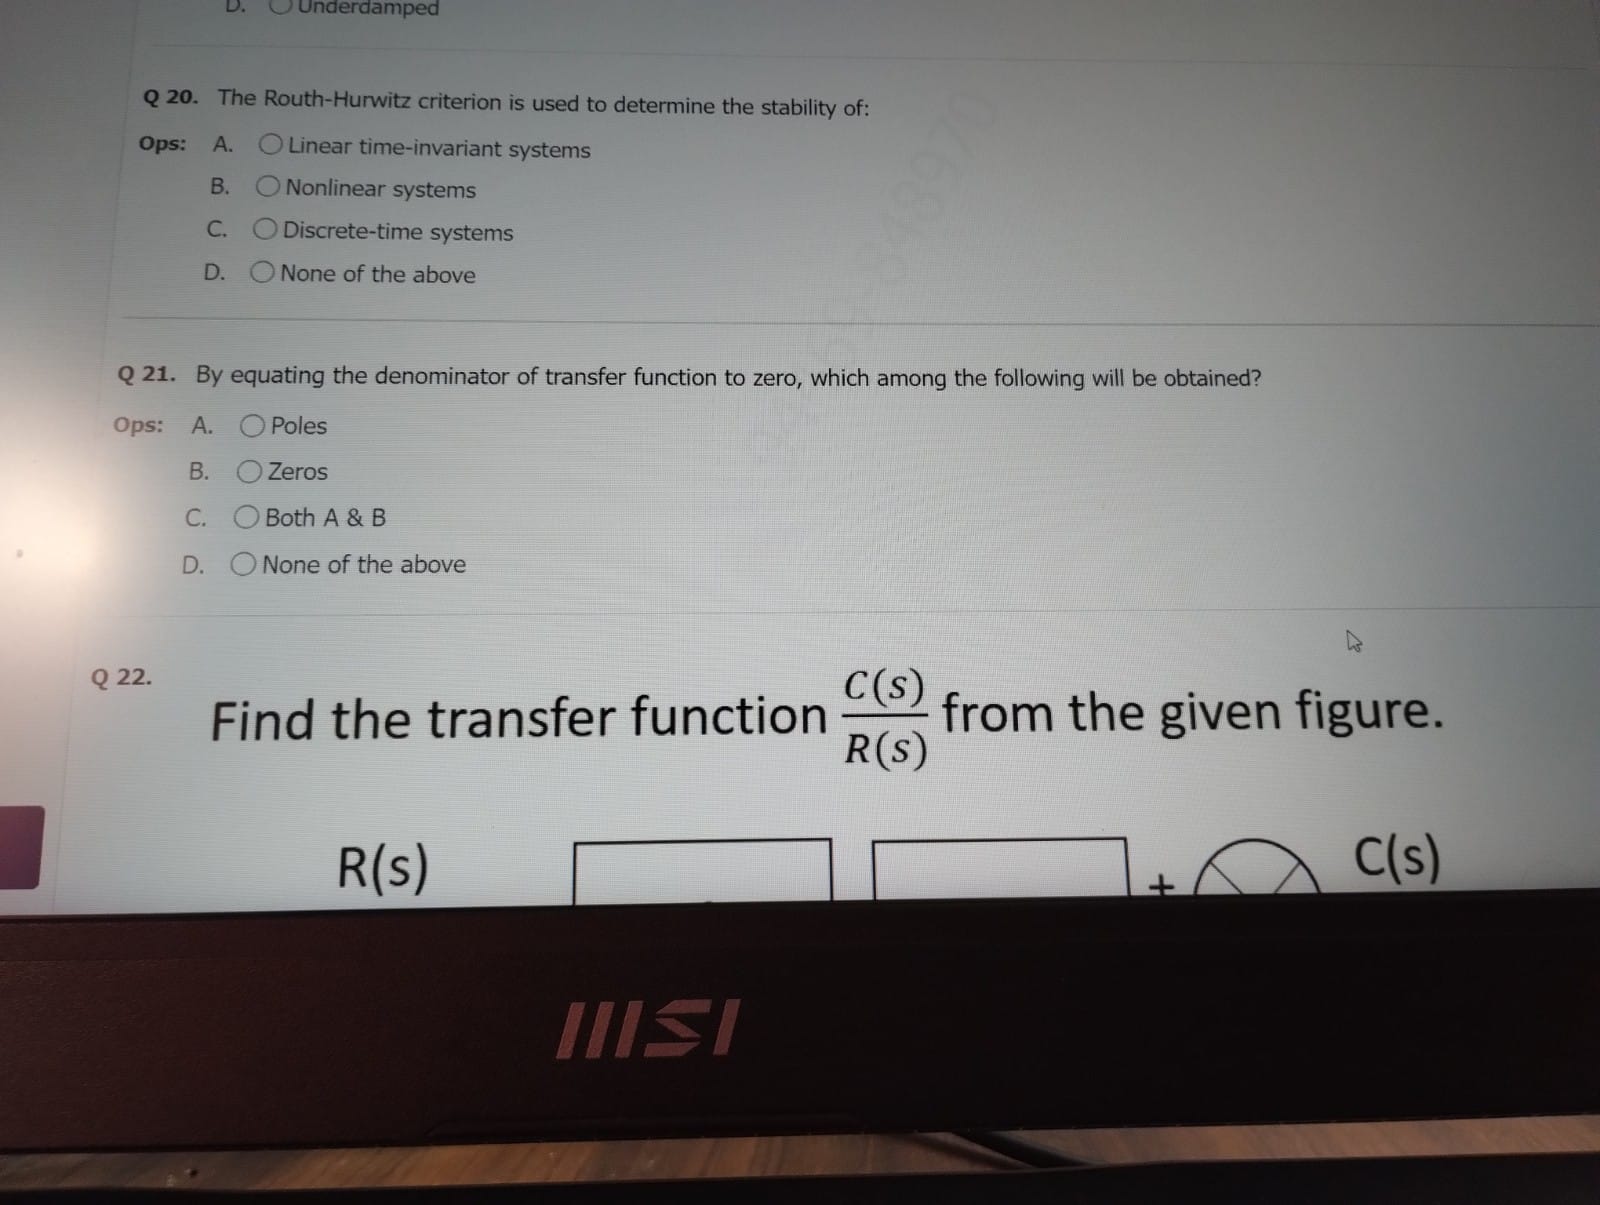 D. Underdamped
Q 20. The Routh-Hurwitz criterion is used to determine the stability of:
Ops: A. Linear time-invariant systems
B. Nonlinear systems
C. Discrete-time systems
D. None of the above
Q 21. By equating the denominator of transfer function to zero, which among the following will be obtained?
Ops: A. Poles
B. Zeros
C. Both A & B
D. None of the above
Q 22.
Find the transfer function C(s)/R(s) from the given figure.
R(s) + C(s)
msi